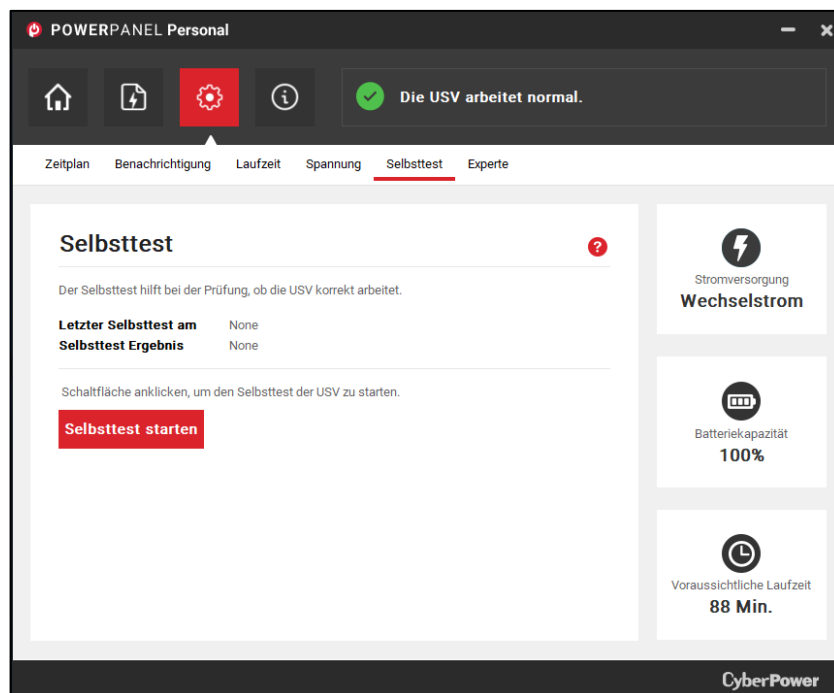 POWERPANEL Personal
Die USV arbeitet normal.
Zeitplan Benachrichtigung Laufzeit Spannung Selbsttest Experte
Selbsttest
?
Der Selbsttest hilft bei der Prüfung, ob die USV korrekt arbeitet.
Letzter Selbsttest am None
Selbsttest Ergebnis None
Schaltfläche anklicken, um den Selbsttest der USV zu starten.
Selbsttest starten
Stromversorgung
Wechselstrom
Batteriekapazität
100%
Voraussichtliche Laufzeit
88 Min.
CyberPower